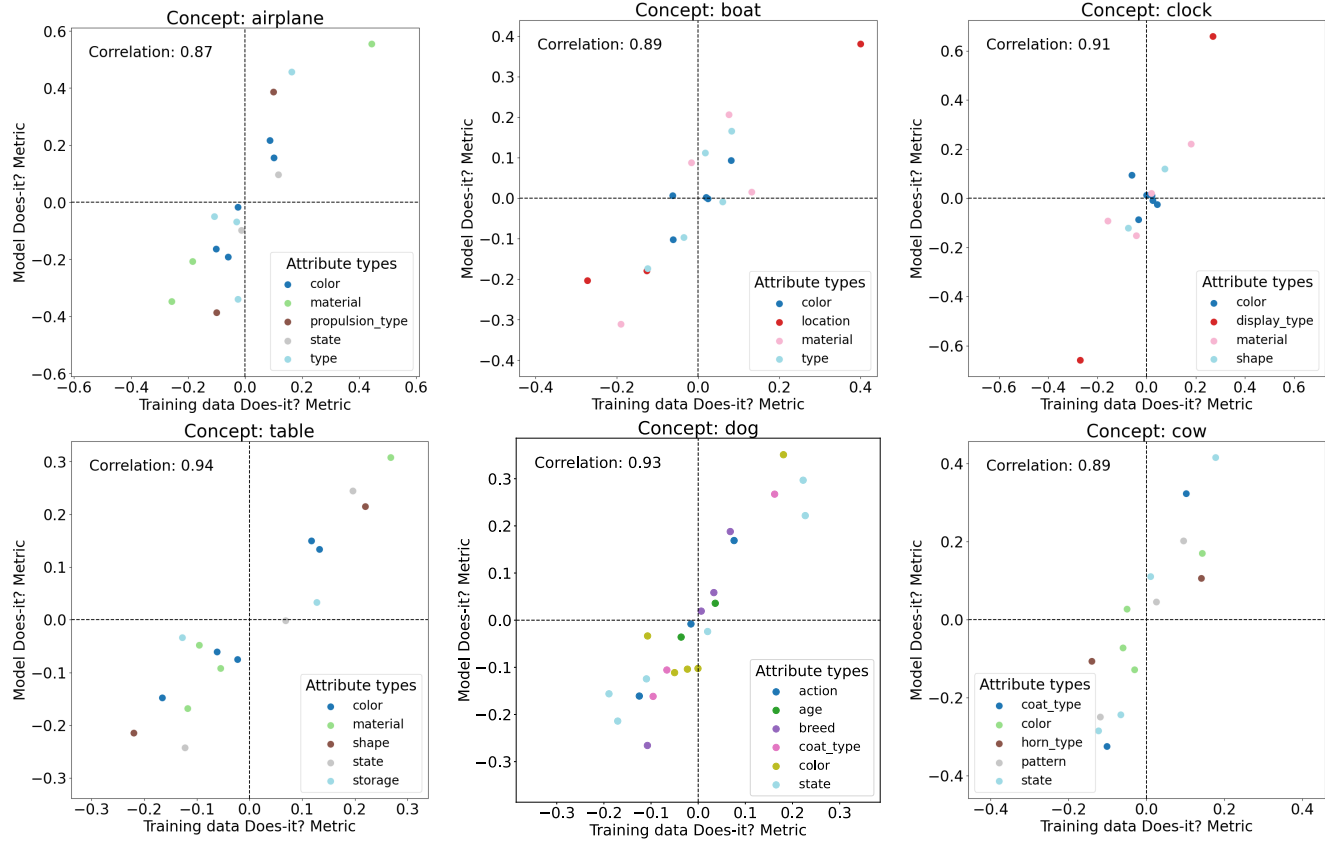 Concept: airplane
Correlation: 0.87
Model Does-it? Metric
0.6
0.4
0.2
0.0
−0.2
−0.4
−0.6
Attribute types
color
material
propulsion_type
state
type
−0.6 −0.4 −0.2 0.0 0.2 0.4 0.6
Training data Does-it? Metric
Concept: boat
Correlation: 0.89
Model Does-it? Metric
0.4
0.3
0.2
0.1
0.0
−0.1
−0.2
−0.3
−0.4
Attribute types
color
location
material
type
−0.4 −0.2 0.0 0.2 0.4
Training data Does-it? Metric
Concept: clock
Correlation: 0.91
Model Does-it? Metric
0.6
0.4
0.2
0.0
−0.2
−0.4
−0.6
Attribute types
color
display_type
material
shape
−0.6 −0.4 −0.2 0.0 0.2 0.4 0.6
Training data Does-it? Metric
Concept: table
Correlation: 0.94
Model Does-it? Metric
0.3
0.2
0.1
0.0
−0.1
−0.2
−0.3
Attribute types
color
material
shape
state
storage
−0.3 −0.2 −0.1 0.0 0.1 0.2 0.3
Training data Does-it? Metric
Concept: dog
Correlation: 0.93
Model Does-it? Metric
0.3
0.2
0.1
0.0
−0.1
−0.2
−0.3
Attribute types
action
age
breed
coat_type
color
state
−0.3 −0.2 −0.1 0.0 0.1 0.2 0.3
Training data Does-it? Metric
Concept: cow
Correlation: 0.89
Model Does-it? Metric
0.4
0.2
0.0
−0.2
−0.4
Attribute types
coat_type
color
horn_type
pattern
state
−0.4 −0.2 0.0 0.2 0.4
Training data Does-it? Metric